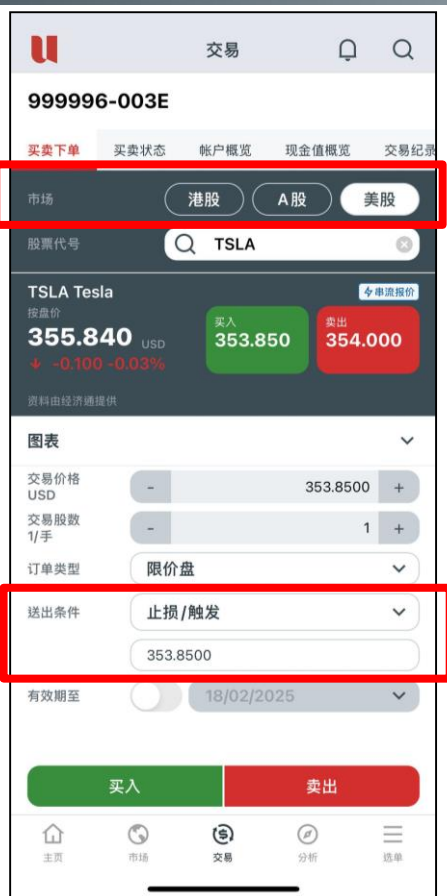 交易
999996-003E
买卖下单 买卖状态 帐户概览 现金值概览 交易纪录
市场 港股 A股 美股
股票代号 TSLA
TSLA Tesla 串流报价
按盘价
355.840 USD
-0.100 -0.03%
买入
353.850
卖出
354.000
资料由经济通提供
图表
交易价格
USD
- 353.8500 +
交易股数
1/手
- 1 +
订单类型 限价盘
送出条件 止损/触发
353.8500
有效期至 18/02/2025
买入 卖出
主页 市场 交易 分析 选单